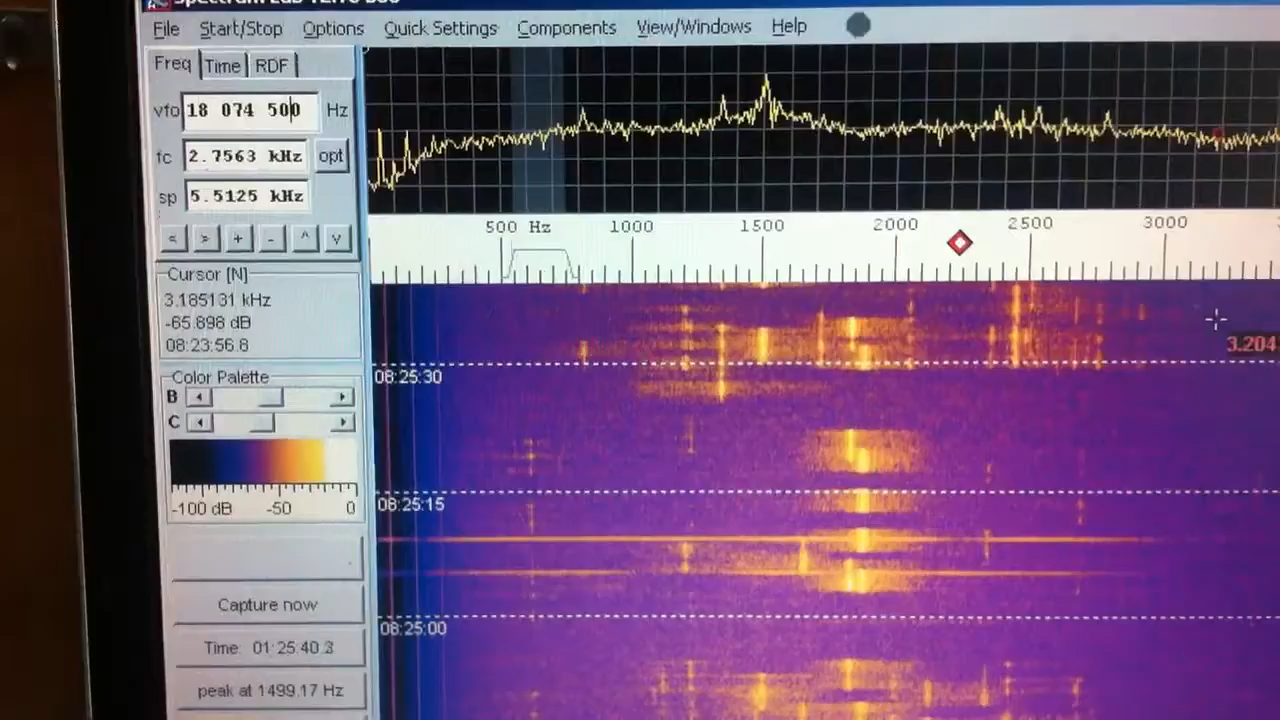 File Start/Stop Options Quick Settings Components View/Windows Help
Freq Time RDF
vfo 18 074 500 Hz
fc 2.7563 kHz opt
sp 5.5125 kHz
< > + - ^ v
500 Hz 1000 1500 2000 2500 3000
Cursor [N]
3.185131 kHz
-65.898 dB
08:23:56.8
3.204
Color Palette
B
C
-100 dB -50 0
08:25:30
08:25:15
08:25:00
Capture now
Time: 01:25:40.3
peak at 1499.17 Hz